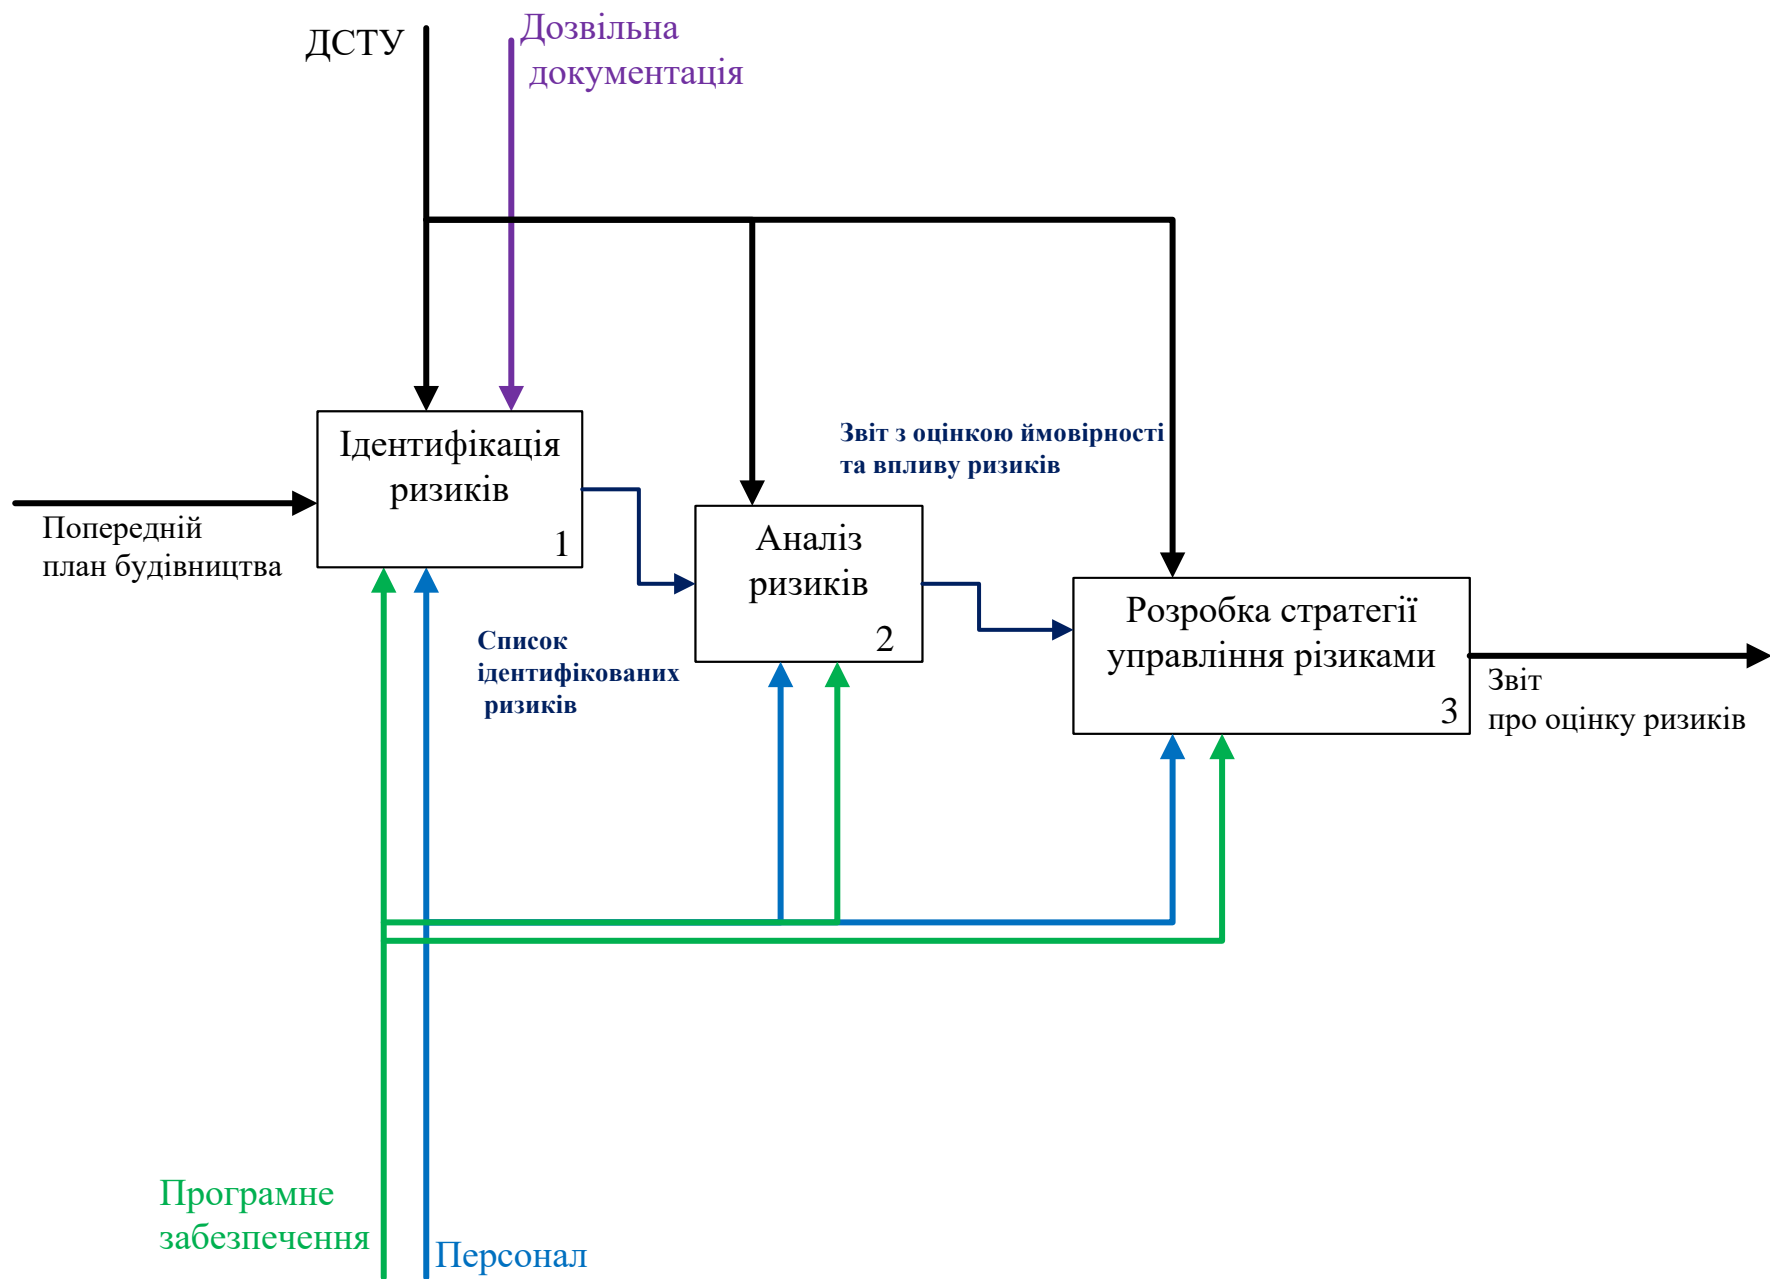 ДСТУ
Дозвільна
документація
Ідентифікація
ризиків
1
Попередній
план будівництва
Звіт з оцінкою ймовірності
та впливу ризиків
Аналіз
ризиків
2
Список
ідентифікованих
ризиків
Розробка стратегії
управління різиками
3
Звіт
про оцінку ризиків
Програмне
забезпечення
Персонал